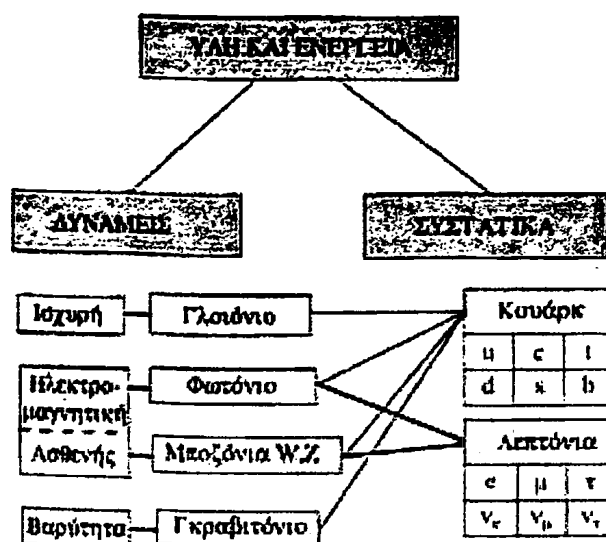 ΥΛΗ ΚΑΙ ΕΝΕΡΓΕΙΑ
ΔΥΝΑΜΕΙΣ
ΣΥΣΤΑΤΙΚΑ
Ισχυρή
Γλοιόνιο
Κουάρκ
u c t
d s b
Ηλεκτρο-
μαγνητική
Φωτόνιο
Ασθενής
Μποζόνια W.Z
Λεπτόνια
e μ τ
νe νμ ντ
Βαρύτητα
Γκραβιτόνιο